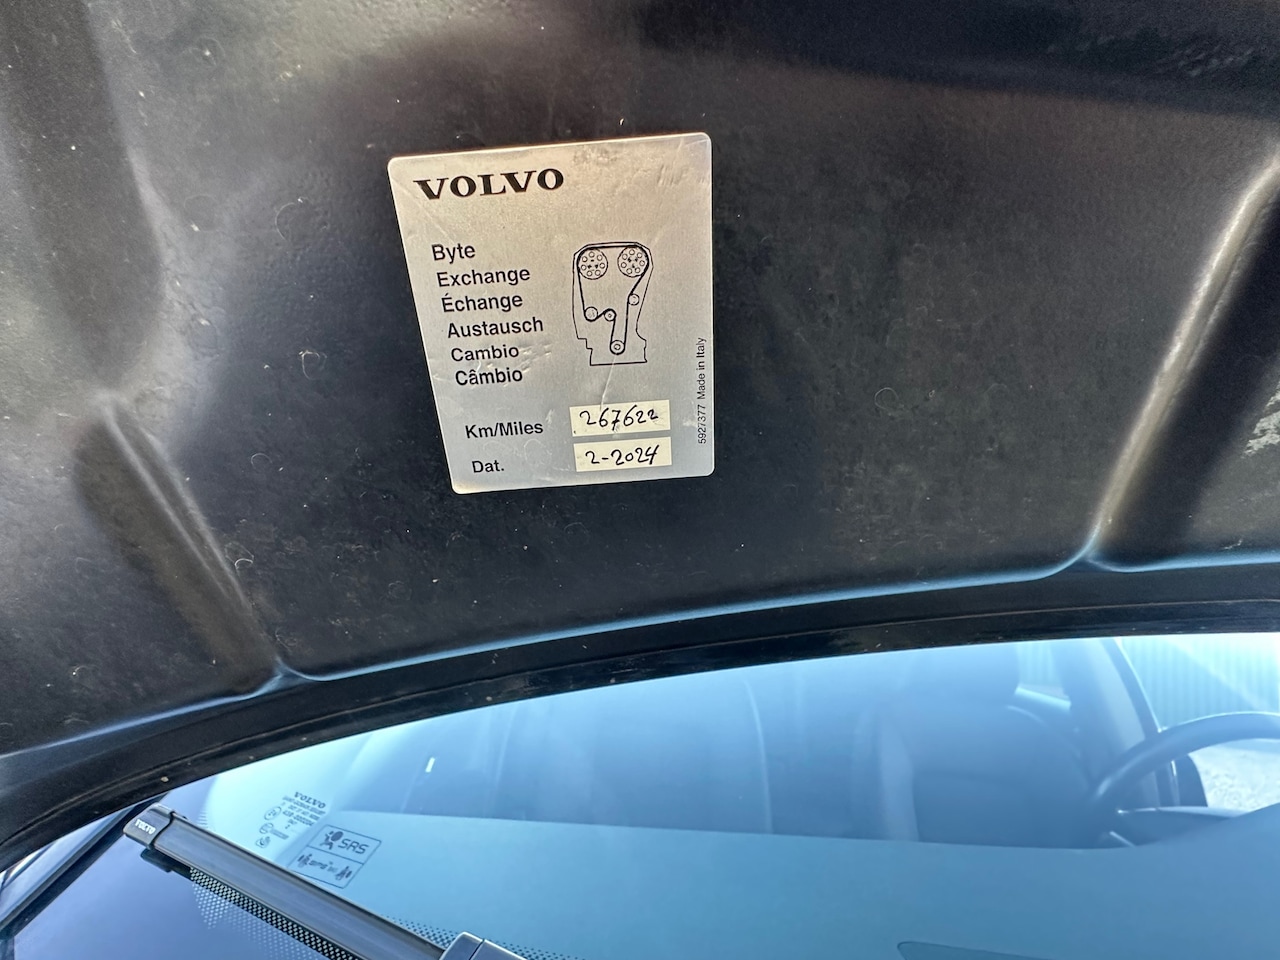 VOLVO
Byte
Exchange
Échange
Austausch
Cambio
Câmbio
Km/Miles 267622
Dat. 2-2024
5927377 Made in Italy
VOLVO
SRS
VOLVO